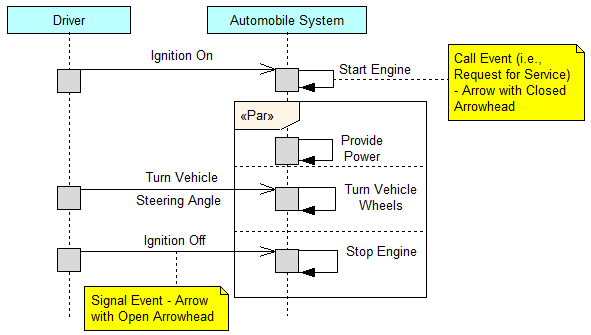 Driver
Automobile System
Ignition On
Start Engine
Call Event (i.e.,
Request for Service)
- Arrow with Closed
Arrowhead
«Par»
Provide
Power
Turn Vehicle
Steering Angle
Turn Vehicle
Wheels
Ignition Off
Stop Engine
Signal Event - Arrow
with Open Arrowhead